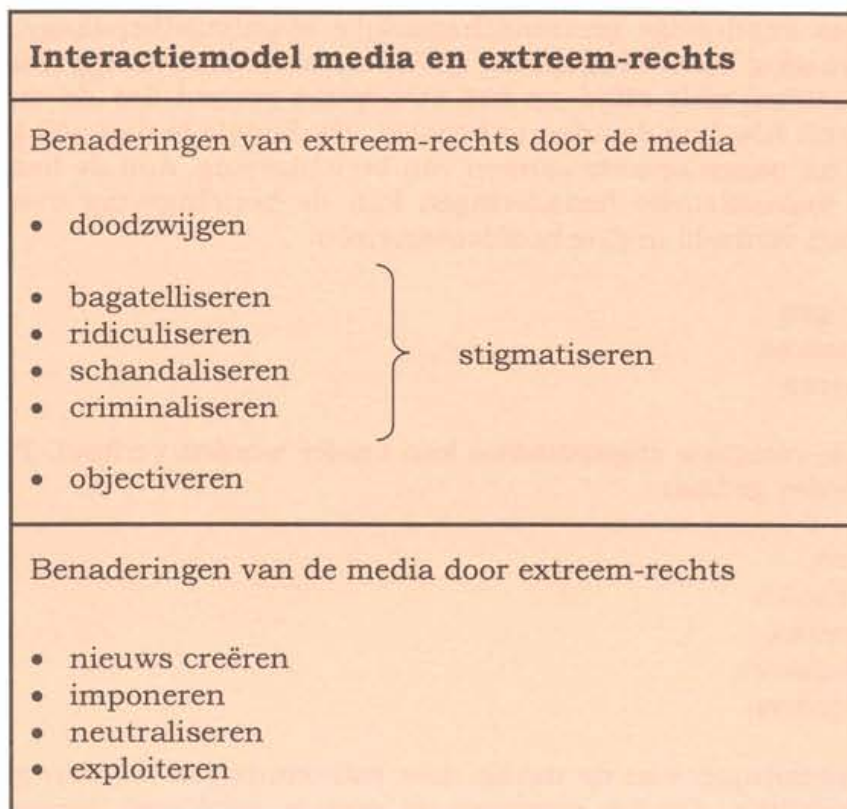 Interactiemodel media en extreem-rechts
Benaderingen van extreem-rechts door de media
• doodzwijgen
• bagatelliseren
• ridiculiseren
• schandaliseren
stigmatiseren
• criminaliseren
• objectiveren
Benaderingen van de media door extreem-rechts
• nieuws creëren
• imponeren
• neutraliseren
• exploiteren